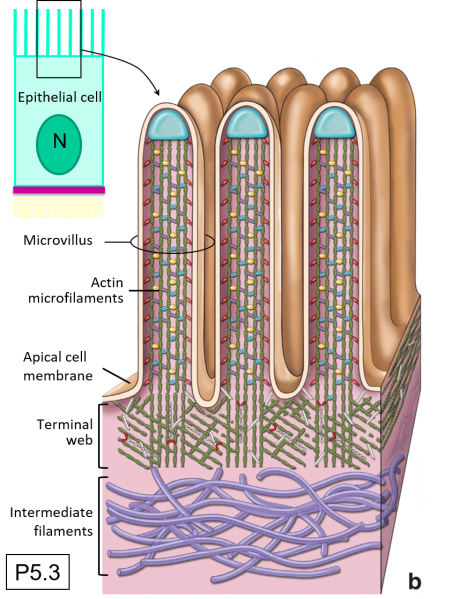 Epithelial cell
N
Microvillus
Actin
microfilaments
Apical cell
membrane
Terminal
web
Intermediate
filaments
P5.3
b